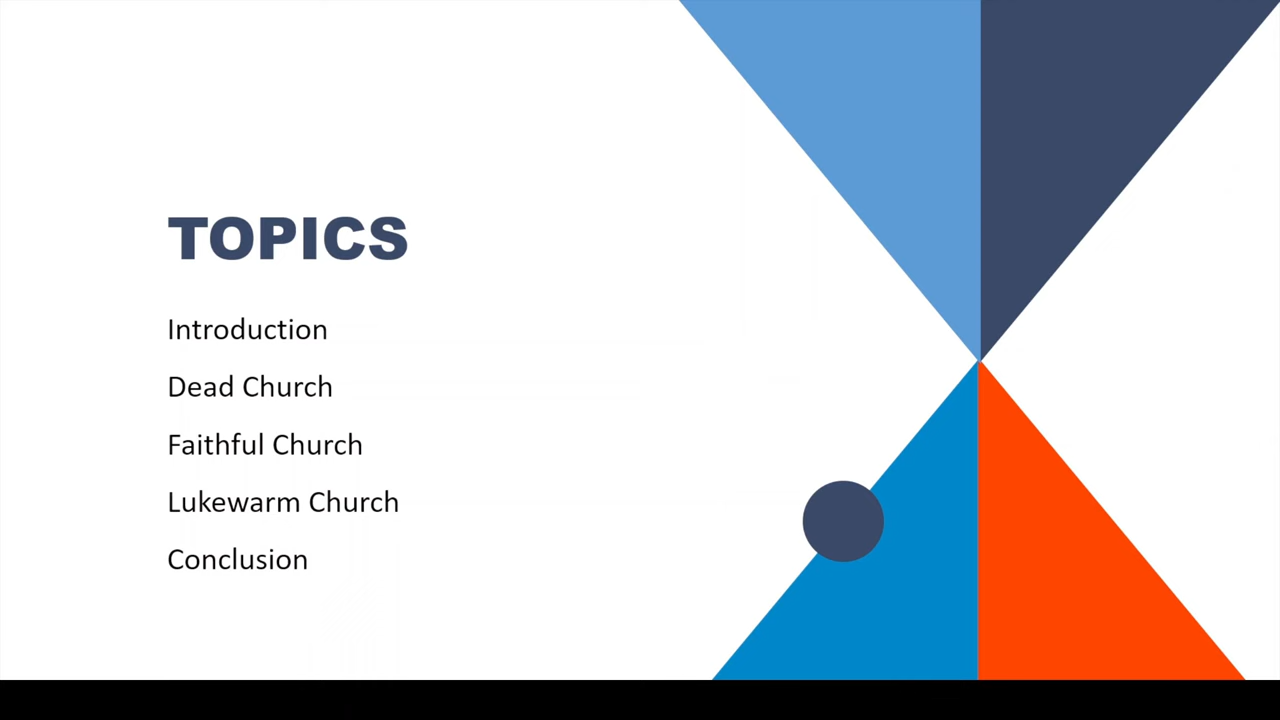 TOPICS
Introduction
Dead Church
Faithful Church
Lukewarm Church
Conclusion